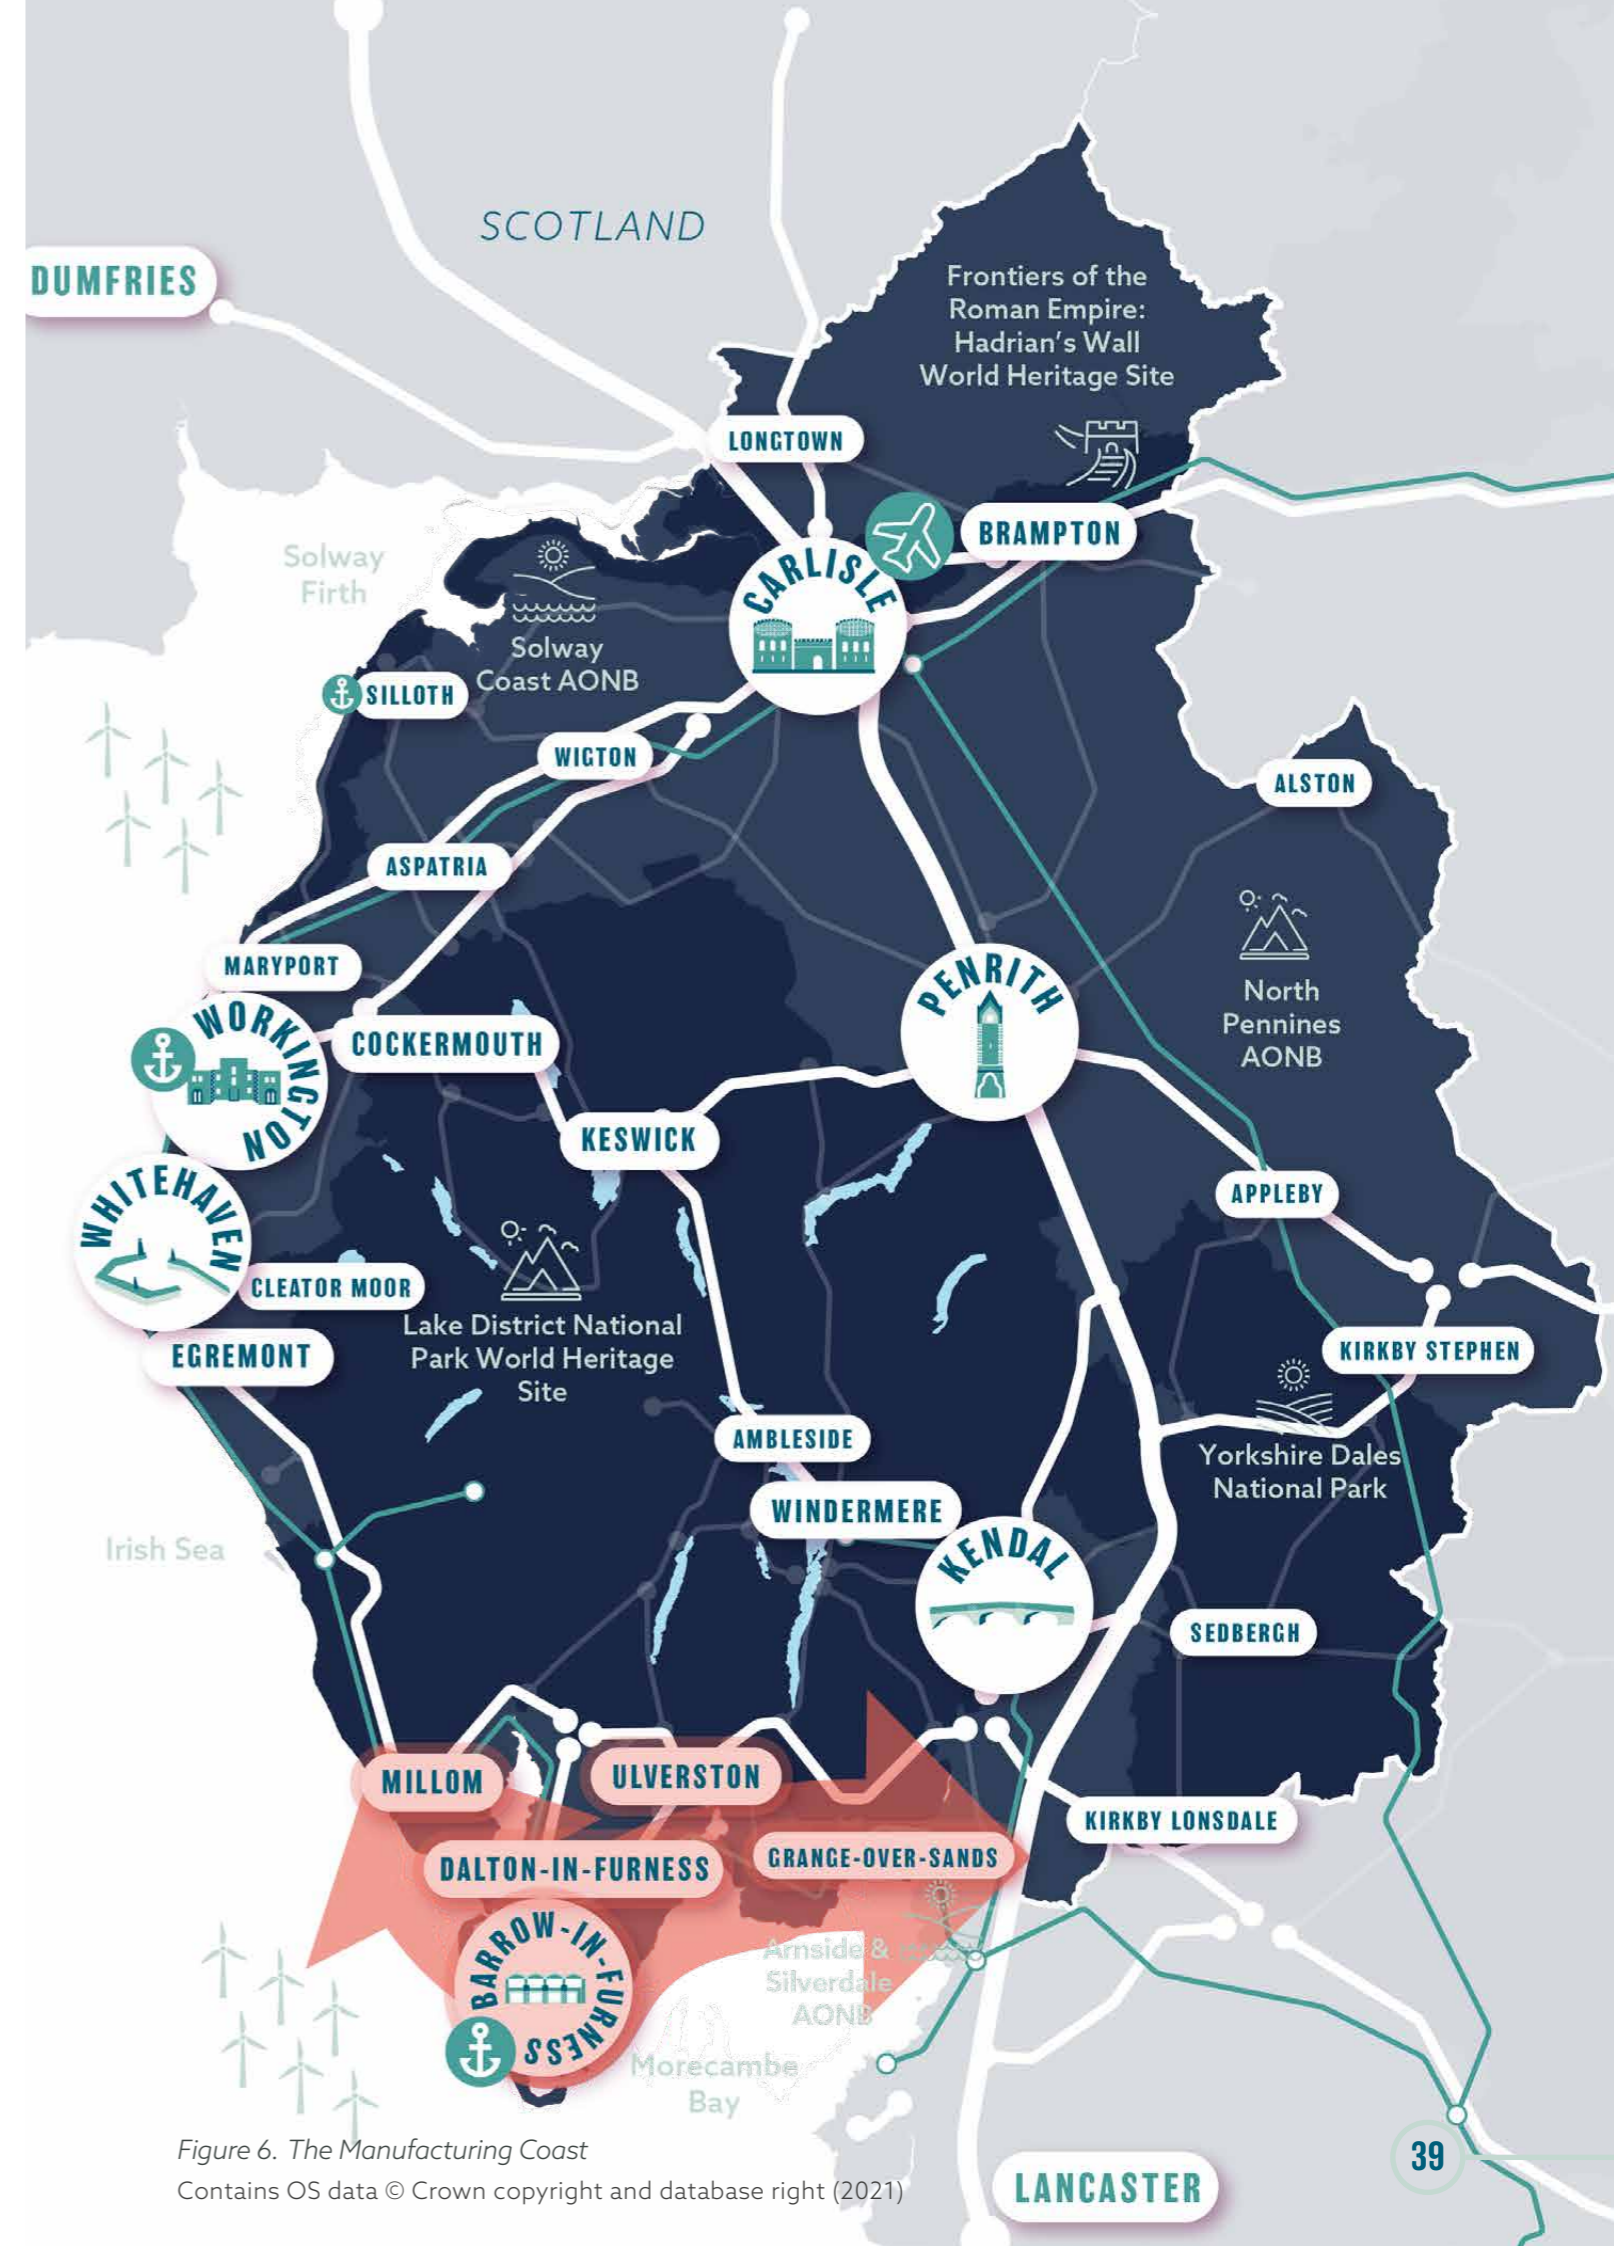 SCOTLAND
DUMFRIES
Frontiers of the
Roman Empire:
Hadrian's Wall
World Heritage Site
LONGTOWN
BRAMPTON
Solway
Firth
CARLISLE
Solway
Coast AONB
SILLOTH
WIGTON
ALSTON
ASPATRIA
MARYPORT
PENRITH
North
Pennines
AONB
WORKINGTON
COCKERMOUTH
KESWICK
WHITEHAVEN
APPLEBY
CLEATOR MOOR
Lake District National
Park World Heritage
Site
EGREMONT
KIRKBY STEPHEN
AMBLESIDE
Yorkshire Dales
National Park
WINDERMERE
Irish Sea
KENDAL
SEDBERGH
MILLOM
ULVERSTON
KIRKBY LONSDALE
DALTON-IN-FURNESS
GRANGE-OVER-SANDS
BARROW-IN-FURNESS
Arnside &
Silverdale
AONB
Morecambe
Bay
Figure 6. The Manufacturing Coast
39
Contains OS data © Crown copyright and database right (2021)
LANCASTER